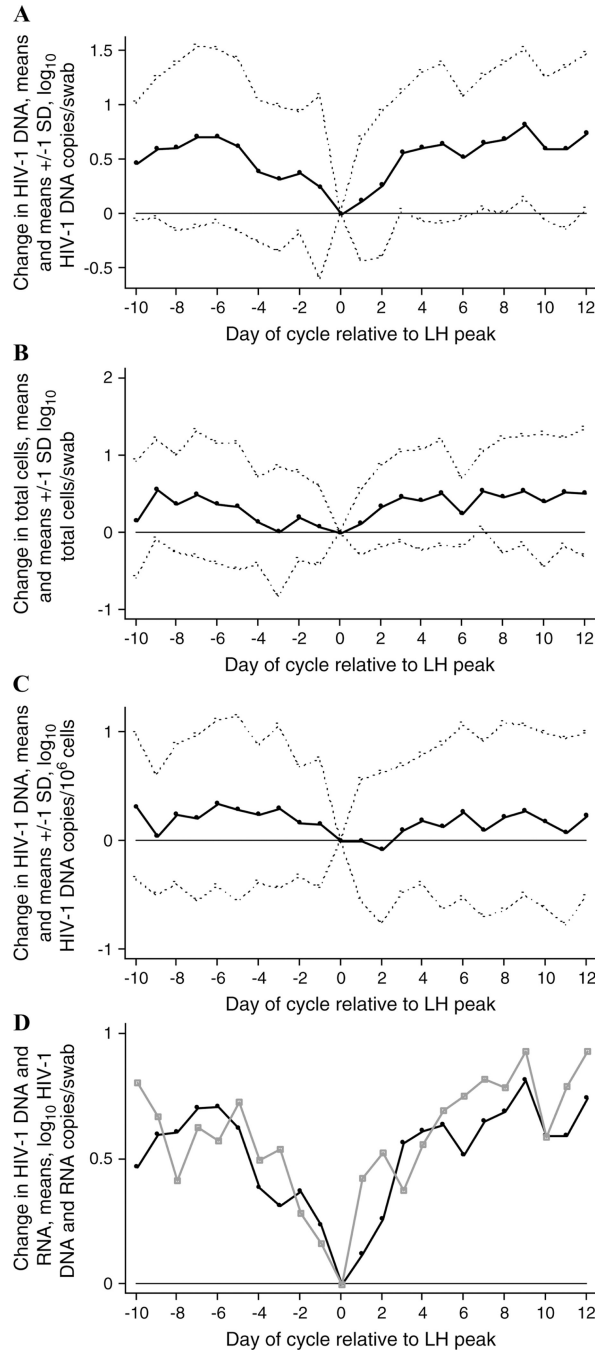 A
Change in HIV-1 DNA, means
and means +/-1 SD, log10
HIV-1 DNA copies/swab
1.5
1
0.5
0
-0.5
-10 -8 -6 -4 -2 0 2 4 6 8 10 12
Day of cycle relative to LH peak
B
Change in total cells, means
and means +/-1 SD log10
total cells/swab
2
1
0
-1
-10 -8 -6 -4 -2 0 2 4 6 8 10 12
Day of cycle relative to LH peak
C
Change in HIV-1 DNA, means
and means +/-1 SD, log10
HIV-1 DNA copies/10^6 cells
1
0
-1
-10 -8 -6 -4 -2 0 2 4 6 8 10 12
Day of cycle relative to LH peak
D
Change in HIV-1 DNA and
RNA, means, log10 HIV-1
DNA and RNA copies/swab
1
0.5
0
-10 -8 -6 -4 -2 0 2 4 6 8 10 12
Day of cycle relative to LH peak